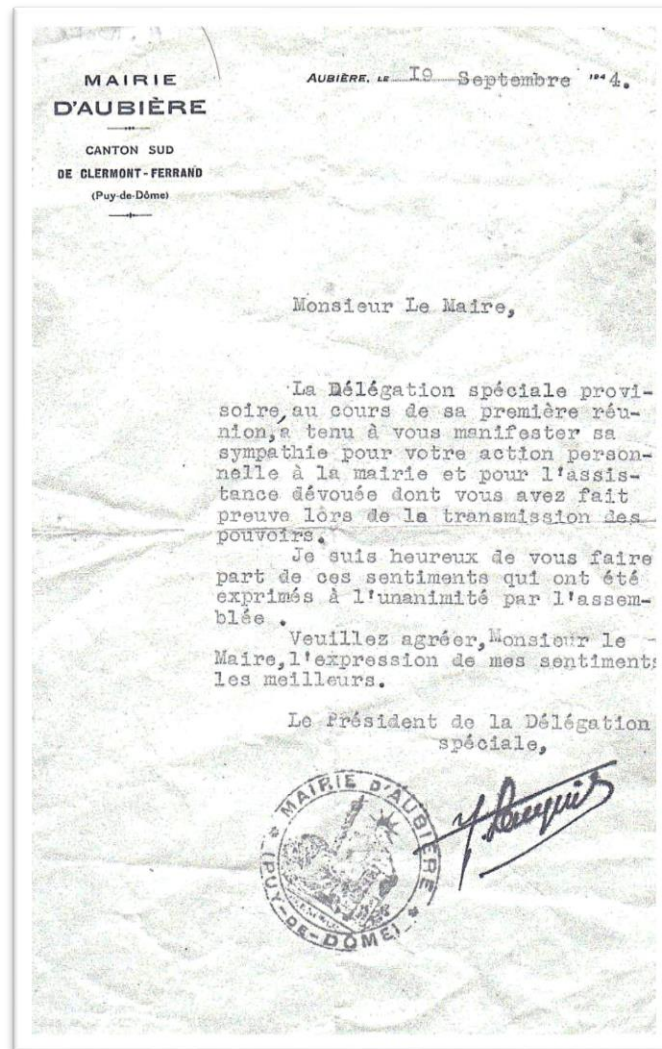 MAIRIE
D'AUBIÈRE
CANTON SUD
DE CLERMONT-FERRAND
(Puy-de-Dôme)
AUBIÈRE, LE I9 Septembre 194 4.
Monsieur Le Maire,
La Délégation spéciale provi-
soire, au cours de sa première réu-
nion, a tenu à vous manifester sa
sympathie pour votre action person-
nelle à la mairie et pour l'assis-
tance dévouée dont vous avez fait
preuve lors de la transmission des
pouvoirs.
Je suis heureux de vous faire
part de ces sentiments qui ont été
exprimés à l'unanimité par l'assem-
blée .
Veuillez agréer,Monsieur le
Maire,l'expression de mes sentiments
les meilleurs.
Le Président de la Délégation
spéciale,
* MAIRIE D'AUBIÈRE *
(PUY-DE-DÔME)